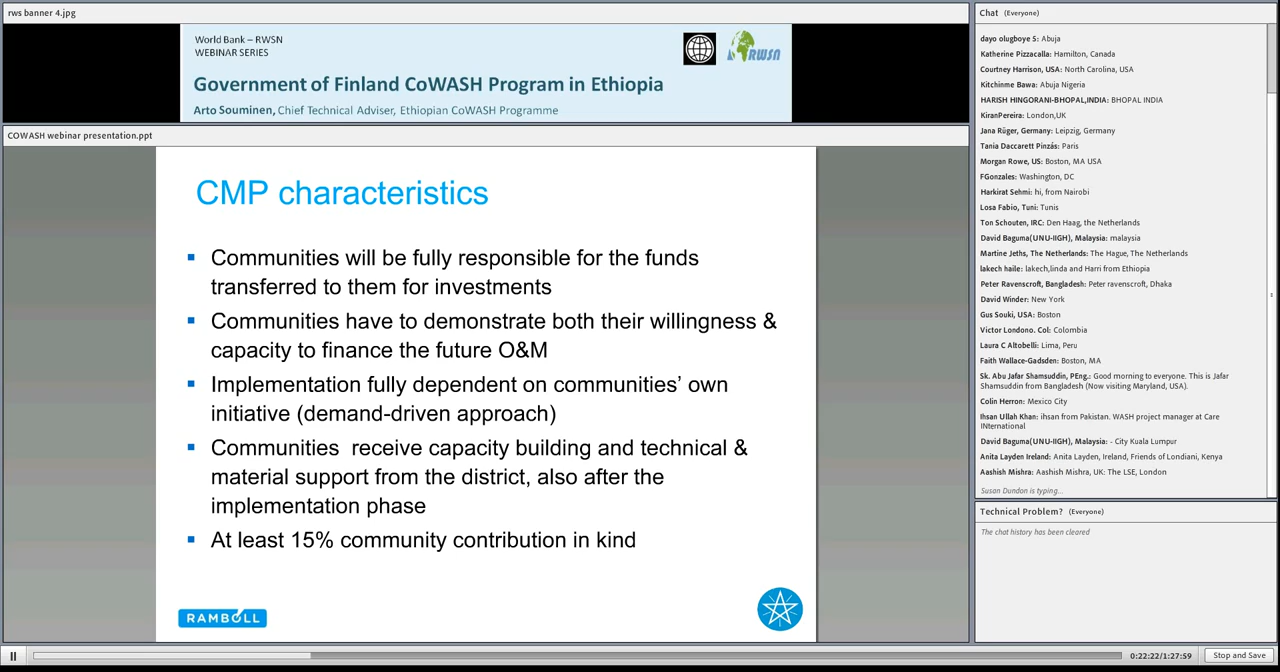 rws banner 4.jpg
World Bank – RWSN
WEBINAR SERIES
RWSN
Government of Finland CoWASH Program in Ethiopia
Arto Souminen, Chief Technical Adviser, Ethiopian CoWASH Programme
COWASH webinar presentation.ppt
CMP characteristics
Communities will be fully responsible for the funds
transferred to them for investments
Communities have to demonstrate both their willingness &
capacity to finance the future O&M
Implementation fully dependent on communities’ own
initiative (demand-driven approach)
Communities receive capacity building and technical &
material support from the district, also after the
implementation phase
At least 15% community contribution in kind
RAMBOLL
Chat (Everyone)
dayo olugboye S: Abuja
Katherine Pizzacalla: Hamilton, Canada
Courtney Harrison, USA: North Carolina, USA
Kitchinme Bawa: Abuja Nigeria
HARISH HINGORANI-BHOPAL,INDIA: BHOPAL INDIA
KiranPereira: London,UK
Jana Rüger, Germany: Leipzig, Germany
Tania Daccarett Pinzás: Paris
Morgan Rowe, US: Boston, MA USA
FGonzales: Washington, DC
Harkirat Sehmi: hi, from Nairobi
Losa Fabio, Tuni: Tunis
Ton Schouten, IRC: Den Haag, the Netherlands
David Baguma(UNU-IIGH), Malaysia: malaysia
Martine Jeths, The Netherlands: The Hague, The Netherlands
lakech haile: lakech,linda and Harri from Ethiopia
Peter Ravenscroft, Bangladesh: Peter ravenscroft, Dhaka
David Winder: New York
Gus Souki, USA: Boston
Victor Londono. Col: Colombia
Laura C Altobelli: Lima, Peru
Faith Wallace-Gadsden: Boston, MA
Sk. Abu Jafar Shamsuddin, PEng.: Good morning to everyone. This is Jafar
Shamsuddin from Bangladesh (Now visiting Maryland, USA).
Colin Herron: Mexico City
Ihsan Ullah Khan: ihsan from Pakistan. WASH project manager at Care
INternational
David Baguma(UNU-IIGH), Malaysia: - City Kuala Lumpur
Anita Layden Ireland: Anita Layden, Ireland, Friends of Londiani, Kenya
Aashish Mishra: Aashish Mishra, UK: The LSE, London
Susan Dundon is typing...
Technical Problem? (Everyone)
The chat history has been cleared
0:22:22/1:27:59
Stop and Save